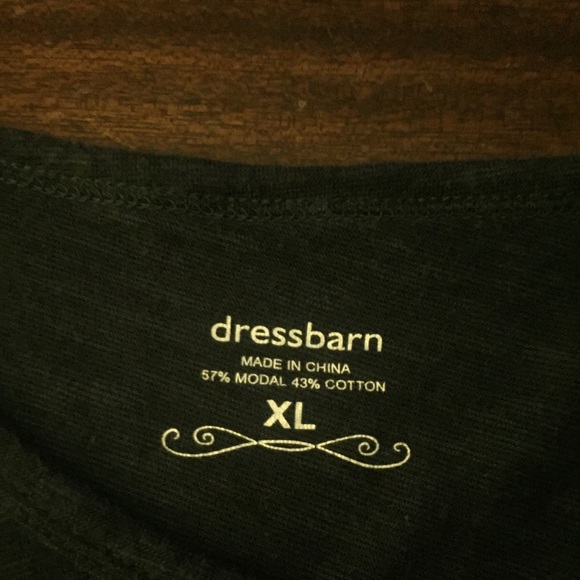 dressbarn
MADE IN CHINA
57% MODAL 43% COTTON
XL